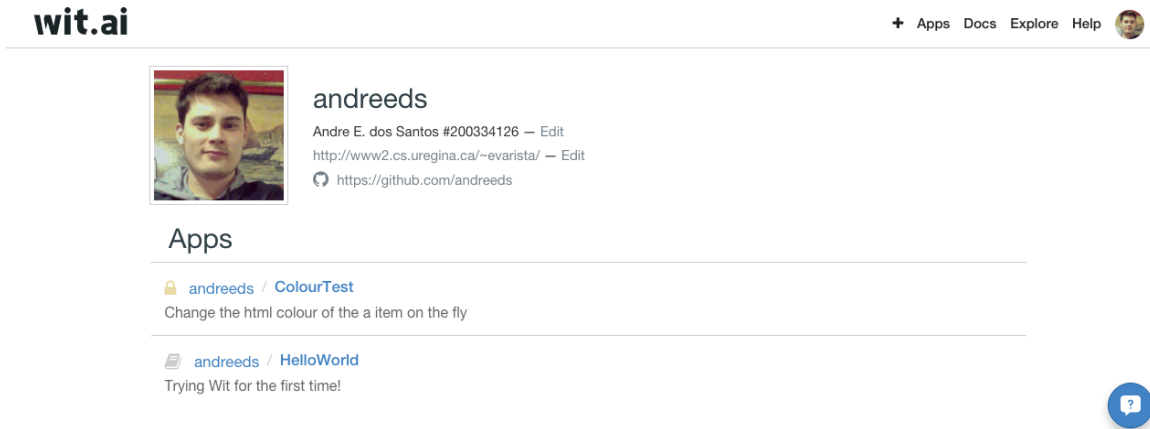 wit.ai
+ Apps Docs Explore Help
andreeds
Andre E. dos Santos #200334126 — Edit
http://www2.cs.uregina.ca/~evarista/ — Edit
https://github.com/andreeds
Apps
andreeds / ColourTest
Change the html colour of the a item on the fly
andreeds / HelloWorld
Trying Wit for the first time!
?